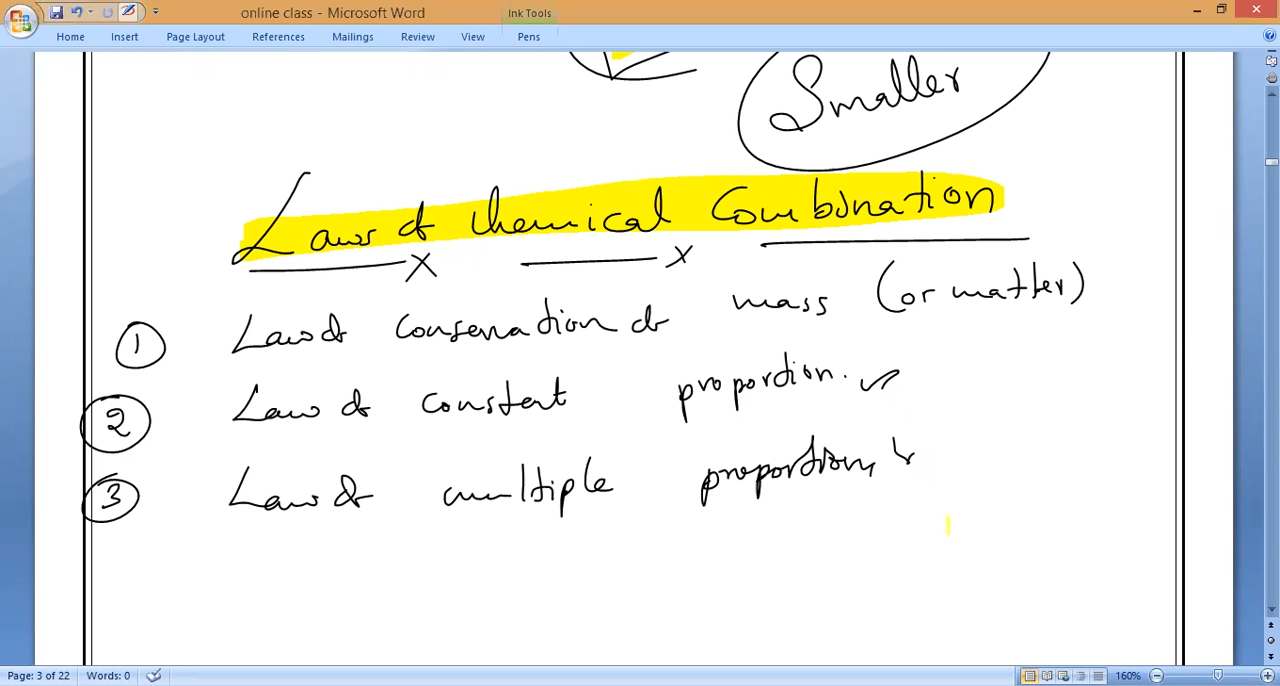 online class - Microsoft Word
Ink Tools
Home Insert Page Layout References Mailings Review View Pens
Smaller
Laws of chemical Combination
① Law of conservation of mass (or matter)
② Law of constant proportion.
③ Law of multiple proportion,
Page: 3 of 22 Words: 0 160%